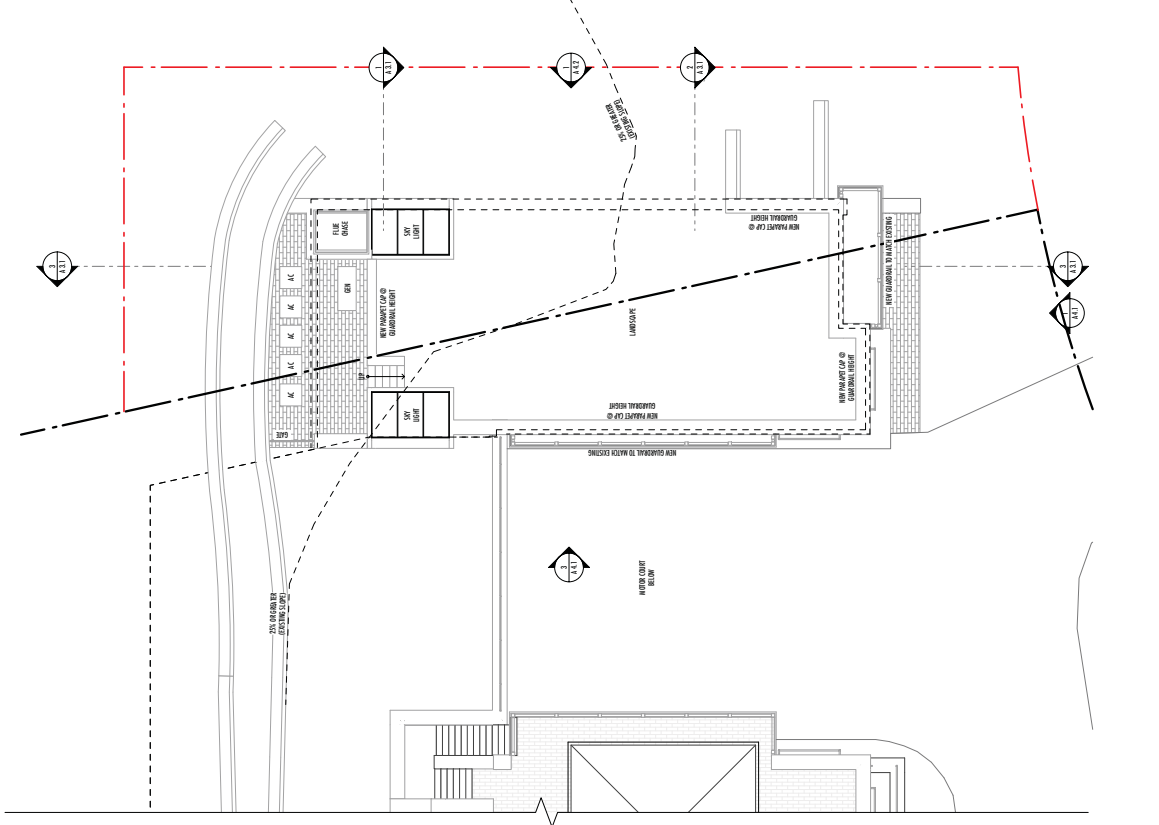 1
A3.1
1
A4.2
2
A3.1
25% OR GREATER
(EXISTING SLOPE)
3
A3.1
FLUE
CHASE
SKY
LIGHT
NEW PARAPET CAP @
GUARDRAIL HEIGHT
NEW GUARDRAIL TO MATCH EXISTING
3
A3.1
1
A4.1
AC
AC
AC
AC
AC
GEN
NEW PARAPET CAP @
GUARDRAIL HEIGHT
LANDSCAPE
UP
SKY
LIGHT
NEW PARAPET CAP @
GUARDRAIL HEIGHT
NEW PARAPET CAP @
GUARDRAIL HEIGHT
GATE
NEW GUARDRAIL TO MATCH EXISTING
3
A4.1
MOTOR COURT
BELOW
25% OR GREATER
(EXISTING SLOPE)